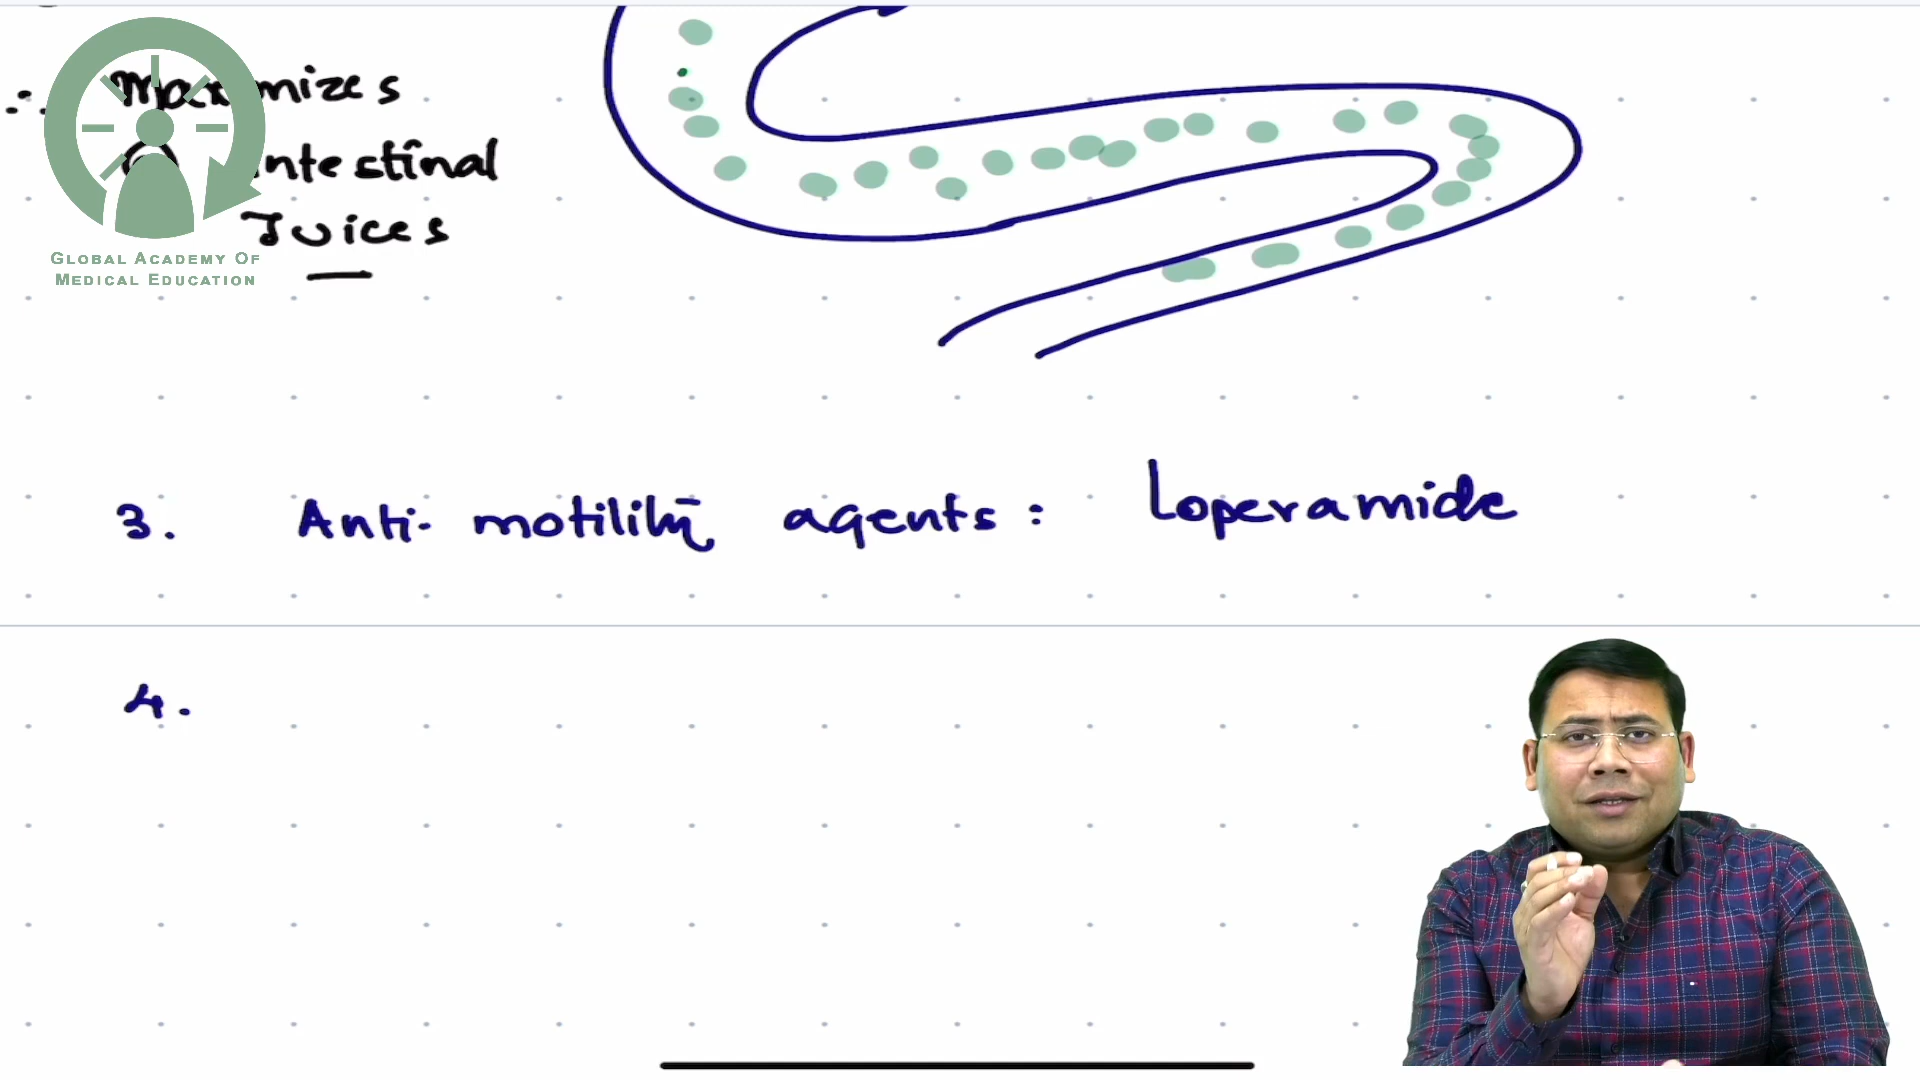 ∴ Maximizes
Intestinal
Juices
GLOBAL ACADEMY OF
MEDICAL EDUCATION
3. Anti-motility agents: Loperamide
4.